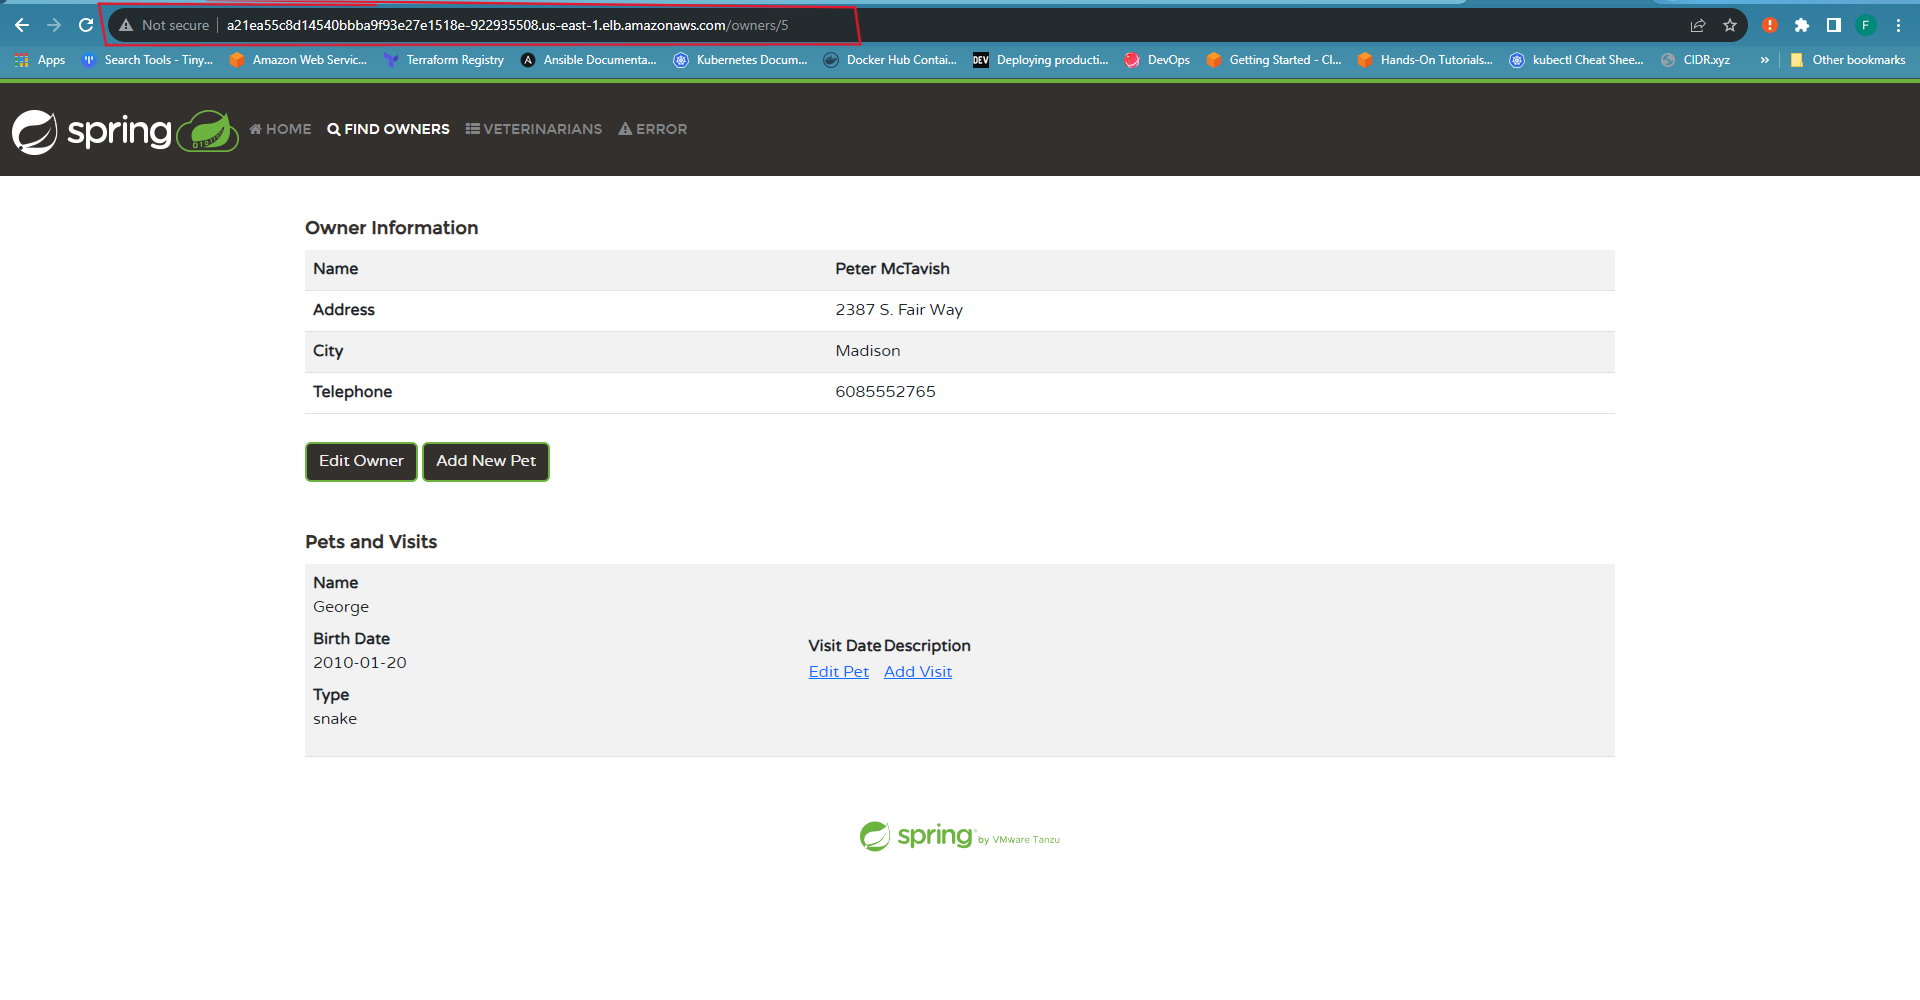 Not secure a21ea55c8d14540bbba9f93e27e1518e-922935508.us-east-1.elb.amazonaws.com/owners/5 F
Apps Search Tools - Tiny... Amazon Web Servic... Terraform Registry Ansible Documenta... Kubernetes Docum... Docker Hub Contai... DEV Deploying producti... DevOps Getting Started - Cl... Hands-On Tutorials... kubectl Cheat Shee... CIDR.xyz » Other bookmarks
spring HOME FIND OWNERS VETERINARIANS ERROR
Owner Information
Name Peter McTavish
Address 2387 S. Fair Way
City Madison
Telephone 6085552765
Edit Owner Add New Pet
Pets and Visits
Name
George
Birth Date
2010-01-20
Type
snake
Visit Date Description
Edit Pet Add Visit
spring by VMware Tanzu